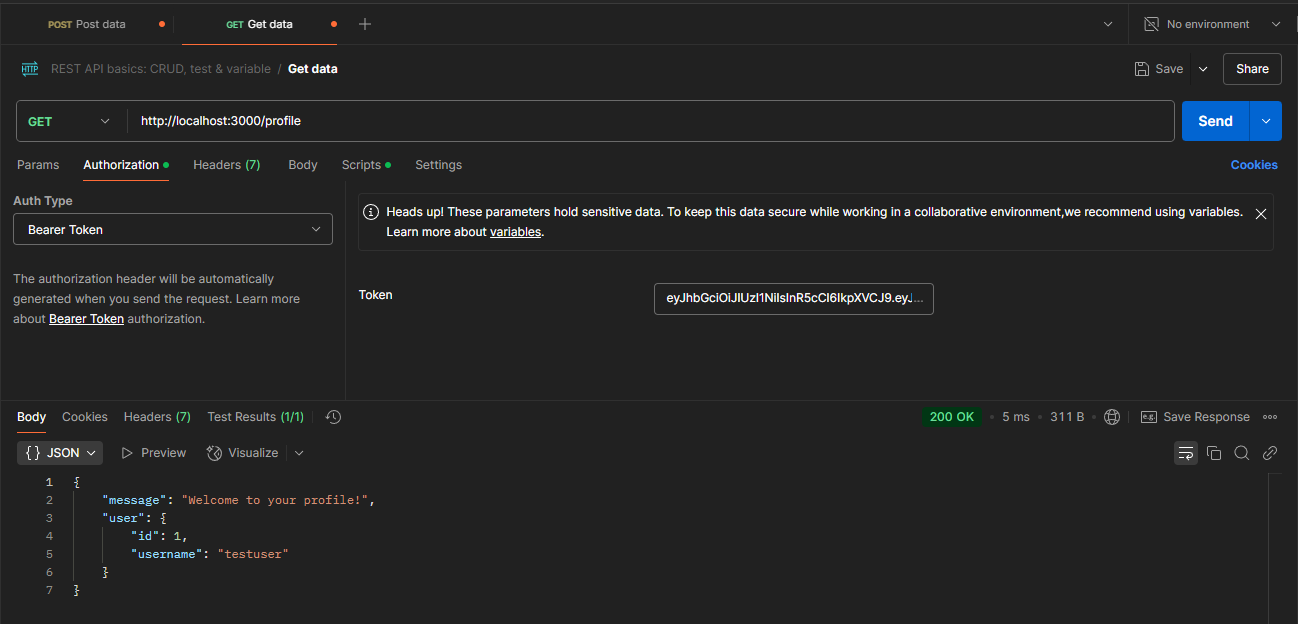 POST Post data GET Get data No environment
HTTP REST API basics: CRUD, test & variable / Get data Save Share
GET http://localhost:3000/profile Send
Params Authorization Headers (7) Body Scripts Settings Cookies
Auth Type
Bearer Token
The authorization header will be automatically
generated when you send the request. Learn more
about Bearer Token authorization.
Heads up! These parameters hold sensitive data. To keep this data secure while working in a collaborative environment,we recommend using variables.
Learn more about variables.
Token eyJhbGciOiJIUzI1NiIsInR5cCI6IkpXVCJ9.eyJ...
Body Cookies Headers (7) Test Results (1/1) 200 OK 5 ms 311 B e.g. Save Response
{} JSON Preview Visualize
1 {
2 "message": "Welcome to your profile!",
3 "user": {
4 "id": 1,
5 "username": "testuser"
6 }
7 }